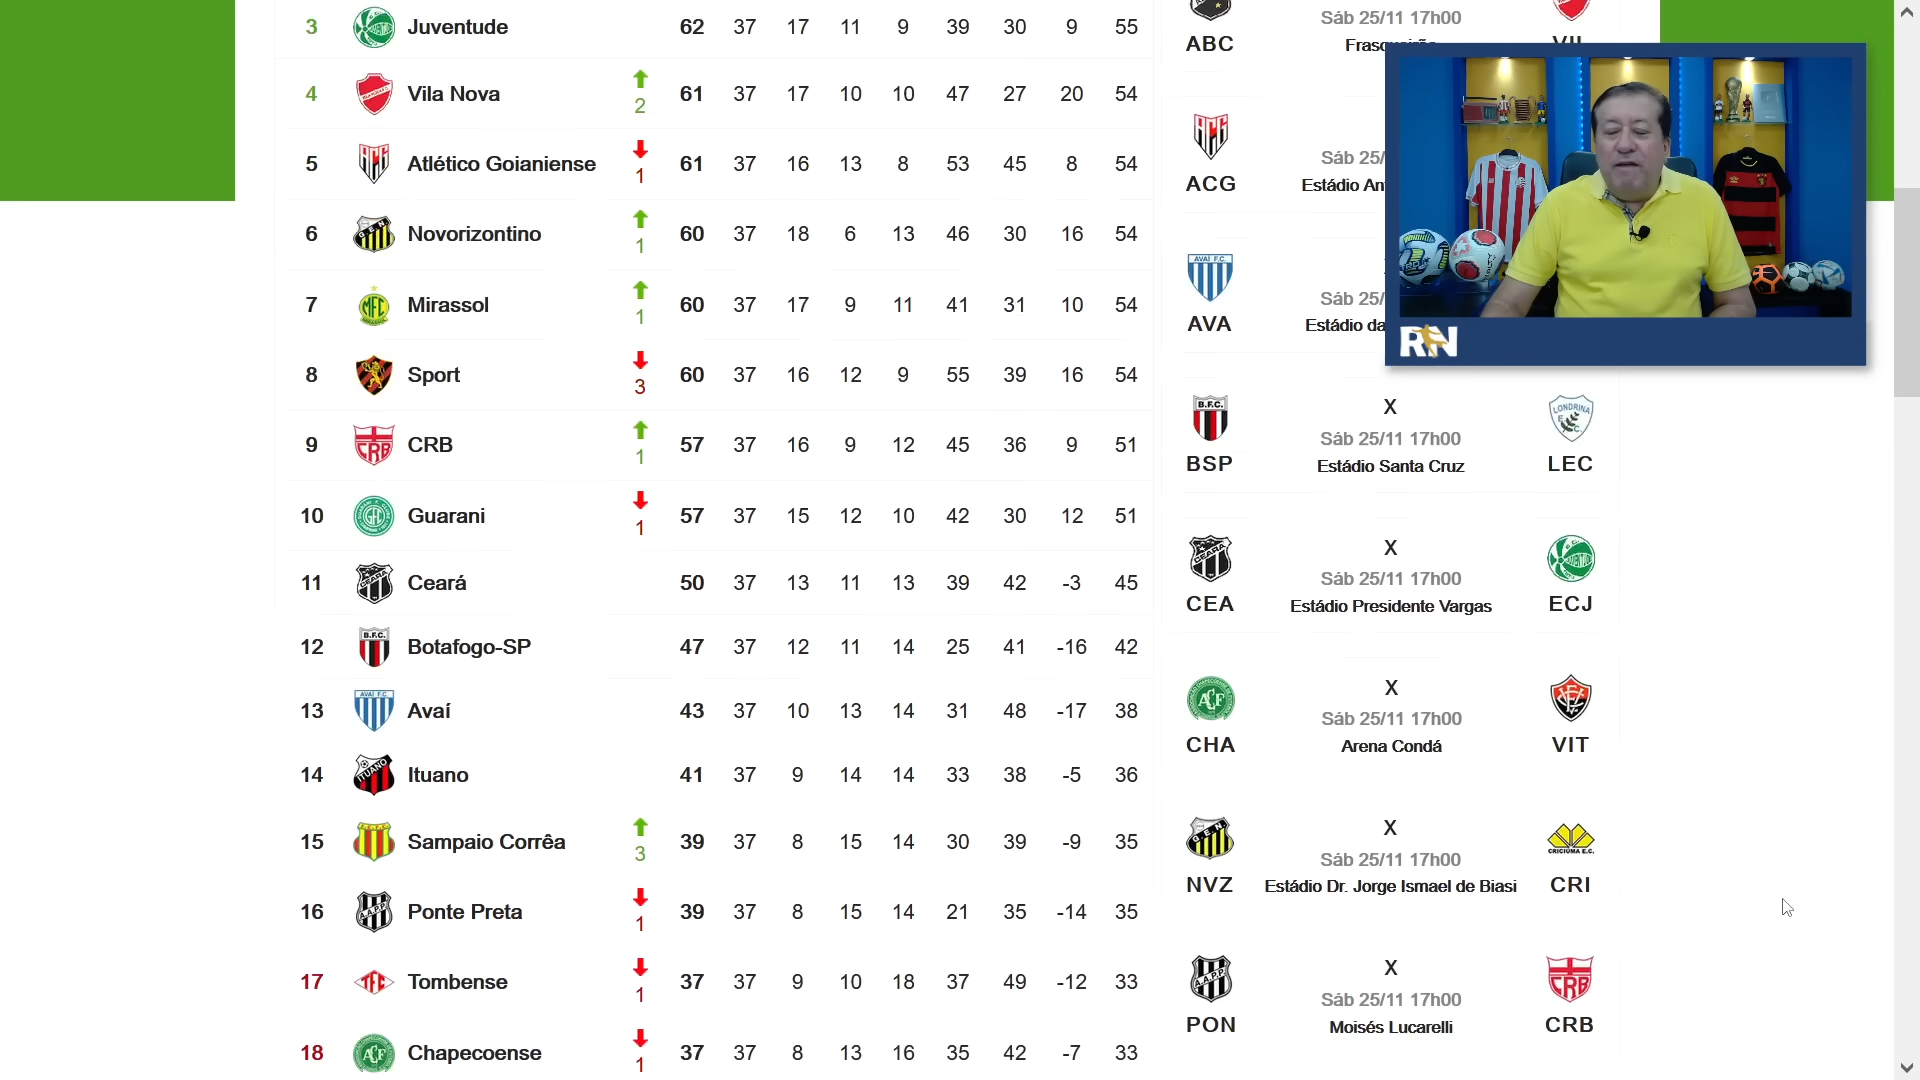 3 Juventude 62 37 17 11 9 39 30 9 55
4 Vila Nova 2 61 37 17 10 10 47 27 20 54
5 Atlético Goianiense 1 61 37 16 13 8 53 45 8 54
6 Novorizontino 1 60 37 18 6 13 46 30 16 54
7 Mirassol 1 60 37 17 9 11 41 31 10 54
8 Sport 3 60 37 16 12 9 55 39 16 54
9 CRB 1 57 37 16 9 12 45 36 9 51
10 Guarani 1 57 37 15 12 10 42 30 12 51
11 Ceará 50 37 13 11 13 39 42 -3 45
12 Botafogo-SP 47 37 12 11 14 25 41 -16 42
13 Avaí 43 37 10 13 14 31 48 -17 38
14 Ituano 41 37 9 14 14 33 38 -5 36
15 Sampaio Corrêa 3 39 37 8 15 14 30 39 -9 35
16 Ponte Preta 1 39 37 8 15 14 21 35 -14 35
17 Tombense 1 37 37 9 10 18 37 49 -12 33
18 Chapecoense 1 37 37 8 13 16 35 42 -7 33
Sáb 25/11 17h00
ABC
ACG
Sáb 25/
Estádio
AVAÍ F.C.
AVA
Sáb 25/
Estádio da
RN
B.F.C.
BSP
X
Sáb 25/11 17h00
Estádio Santa Cruz
LONDRINA
LEC
CEARÁ
CEA
X
Sáb 25/11 17h00
Estádio Presidente Vargas
ECJ
CHA
X
Sáb 25/11 17h00
Arena Condá
VIT
NVZ
X
Sáb 25/11 17h00
Estádio Dr. Jorge Ismael de Biasi
CRICIÚMA E.C.
CRI
PON
X
Sáb 25/11 17h00
Moisés Lucarelli
CRB
CRB